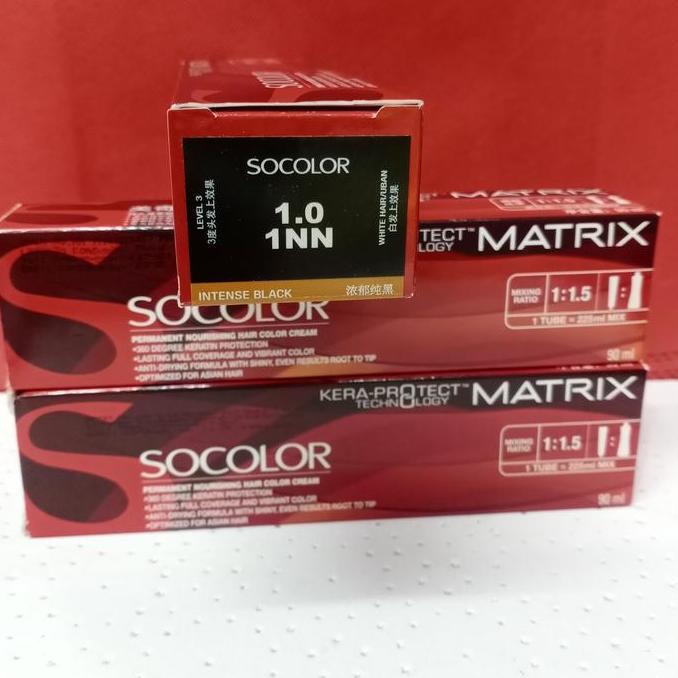 SOCOLOR
LEVEL 3
3度头发上效果
1.0
1NN
WHITE HAIR/UBAN
白发上效果
INTENSE BLACK 浓郁纯黑
TECT™ MATRIX
LOGY
SOCOLOR
PERMANENT NOURISHING HAIR COLOR CREAM
•360 DEGREE KERATIN PROTECTION
•LASTING FULL COVERAGE AND VIBRANT COLOR
•ANTI-DRYING FORMULA WITH SHINY, EVEN RESULTS ROOT TO TIP
•OPTIMIZED FOR ASIAN HAIR
MIXING
RATIO
1:1.5
1 TUBE = 225ml MIX
90 ml
KERA-PROTECT™ MATRIX
TECHNOLOGY
SOCOLOR
PERMANENT NOURISHING HAIR COLOR CREAM
•360 DEGREE KERATIN PROTECTION
•LASTING FULL COVERAGE AND VIBRANT COLOR
•ANTI-DRYING FORMULA WITH SHINY, EVEN RESULTS ROOT TO TIP
•OPTIMIZED FOR ASIAN HAIR
MIXING
RATIO
1:1.5
1 TUBE = 225ml MIX
90 ml